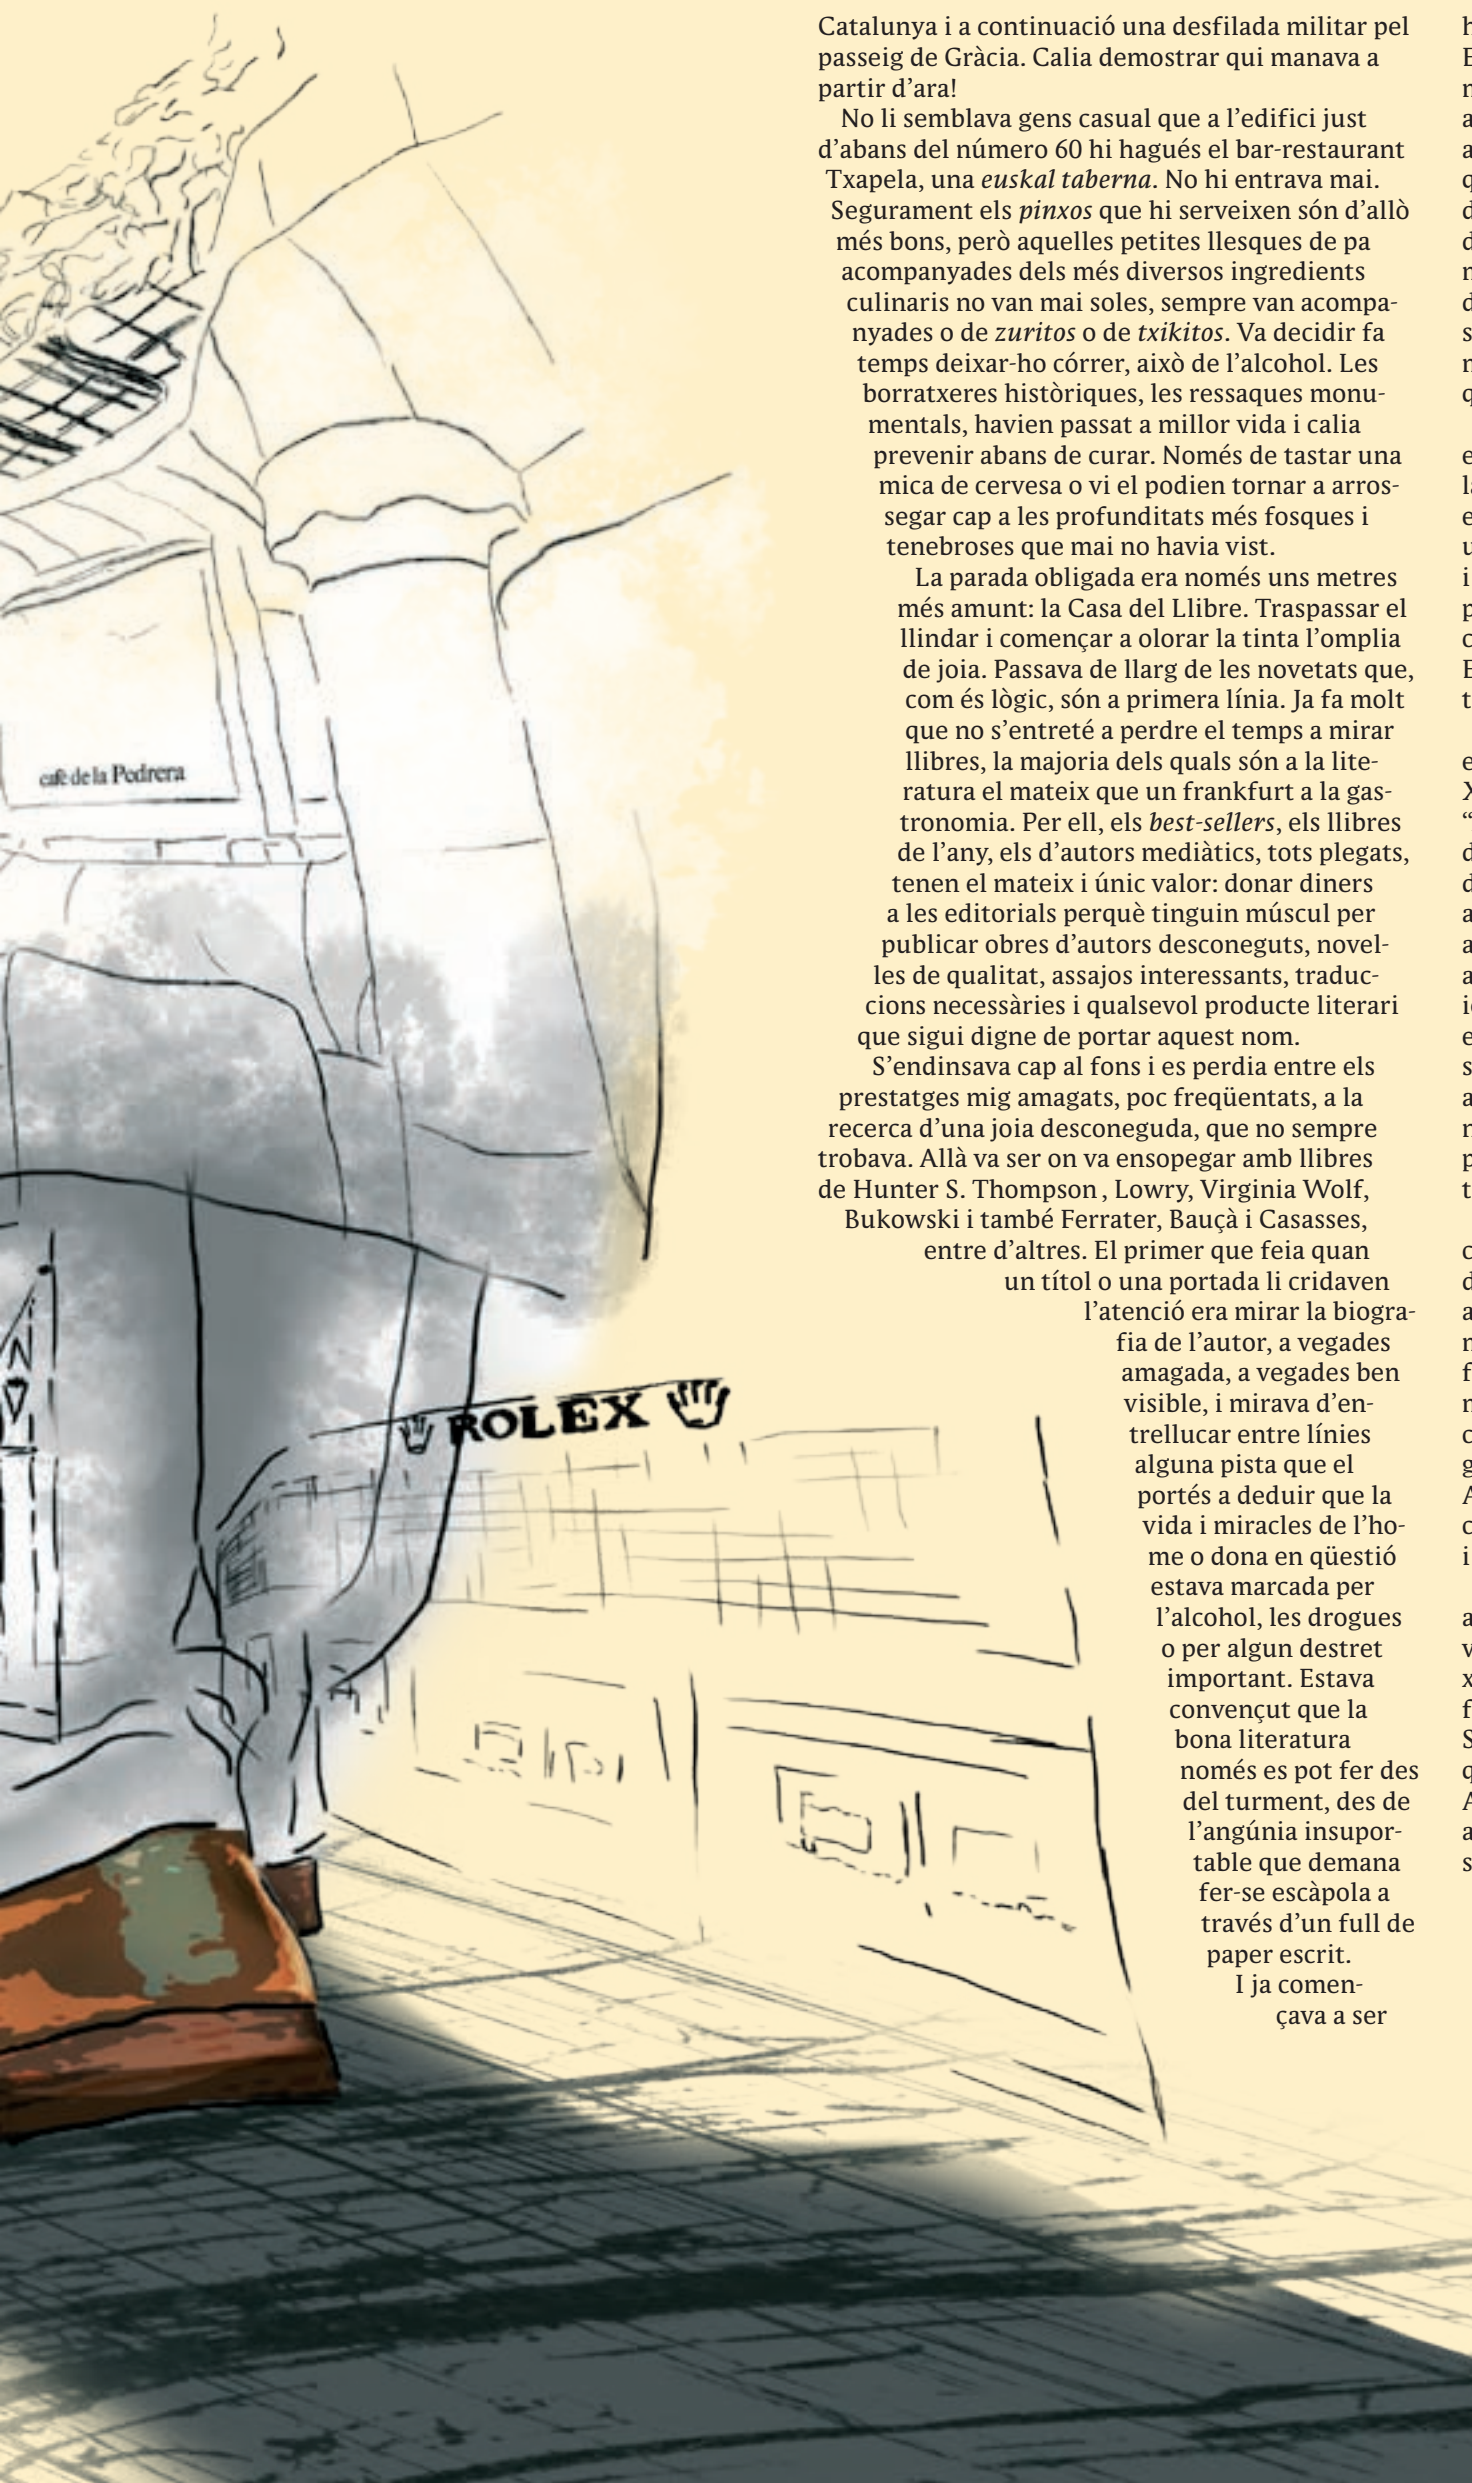 Catalunya i a continuació una desfilada militar pel
passeig de Gràcia. Calia demostrar qui manava a
partir d'ara!
No li semblava gens casual que a l'edifici just
d'abans del número 60 hi hagués el bar-restaurant
Txapela, una euskal taberna. No hi entrava mai.
Segurament els pinxos que hi serveixen són d'allò
més bons, però aquelles petites llesques de pa
acompanyades dels més diversos ingredients
culinaris no van mai soles, sempre van acompa-
nyades o de zuritos o de txikitos. Va decidir fa
temps deixar-ho córrer, això de l'alcohol. Les
borratxeres històriques, les ressaques monu-
mentals, havien passat a millor vida i calia
prevenir abans de curar. Només de tastar una
mica de cervesa o vi el podien tornar a arros-
segar cap a les profunditats més fosques i
tenebroses que mai no havia vist.
La parada obligada era només uns metres
més amunt: la Casa del Llibre. Traspassar el
llindar i començar a olorar la tinta l'omplia
de joia. Passava de llarg de les novetats que,
com és lògic, són a primera línia. Ja fa molt
que no s'entreté a perdre el temps a mirar
llibres, la majoria dels quals són a la lite-
ratura el mateix que un frankfurt a la gas-
tronomia. Per ell, els best-sellers, els llibres
de l'any, els d'autors mediàtics, tots plegats,
tenen el mateix i únic valor: donar diners
a les editorials perquè tinguin múscul per
publicar obres d'autors desconeguts, novel-
les de qualitat, assajos interessants, traduc-
cions necessàries i qualsevol producte literari
que sigui digne de portar aquest nom.
S'endinsava cap al fons i es perdia entre els
prestatges mig amagats, poc freqüentats, a la
recerca d'una joia desconeguda, que no sempre
trobava. Allà va ser on va ensopegar amb llibres
de Hunter S. Thompson, Lowry, Virginia Wolf,
Bukowski i també Ferrater, Bauçà i Casasses,
entre d'altres. El primer que feia quan
un títol o una portada li cridaven
l'atenció era mirar la biogra-
fia de l'autor, a vegades
amagada, a vegades ben
visible, i mirava d'en-
trellucar entre línies
alguna pista que el
portés a deduir que la
vida i miracles de l'ho-
me o dona en qüestió
estava marcada per
l'alcohol, les drogues
o per algun destret
important. Estava
convençut que la
bona literatura
només es pot fer des
del turment, des de
l'angúnia insupor-
table que demana
fer-se escàpola a
través d'un full de
paper escrit.
I ja comen-
çava a ser
cafè de la Pedrera
ROLEX